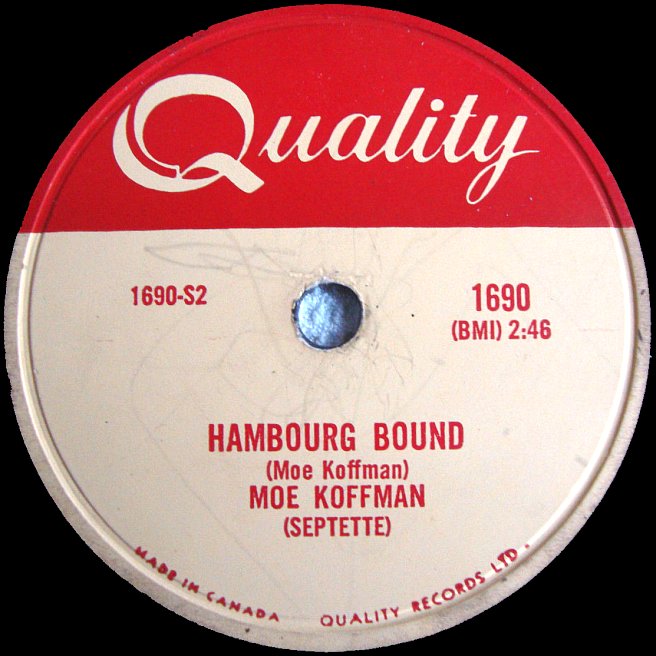 Quality
1690-S2
1690
(BMI) 2:46
HAMBOURG BOUND
(Moe Koffman)
MOE KOFFMAN
(SEPTETTE)
MADE IN CANADA QUALITY RECORDS LTD.